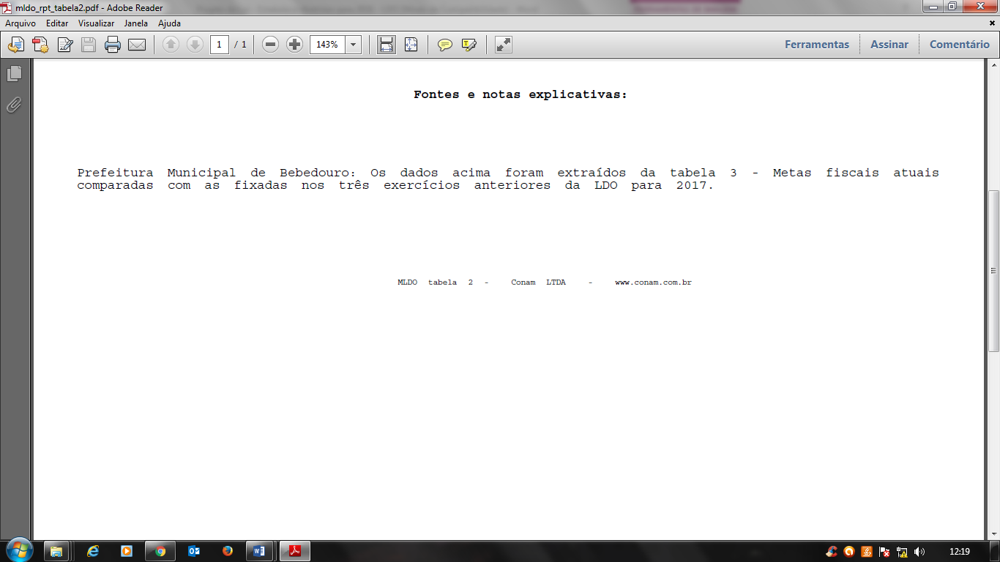 mldo_rpt_tabela2.pdf - Adobe Reader
Arquivo Editar Visualizar Janela Ajuda
1 / 1 143% Ferramentas Assinar Comentário
Fontes e notas explicativas:
Prefeitura Municipal de Bebedouro: Os dados acima foram extraídos da tabela 3 - Metas fiscais atuais
comparadas com as fixadas nos três exercícios anteriores da LDO para 2017.
MLDO tabela 2 - Conam LTDA - www.conam.com.br
12:19